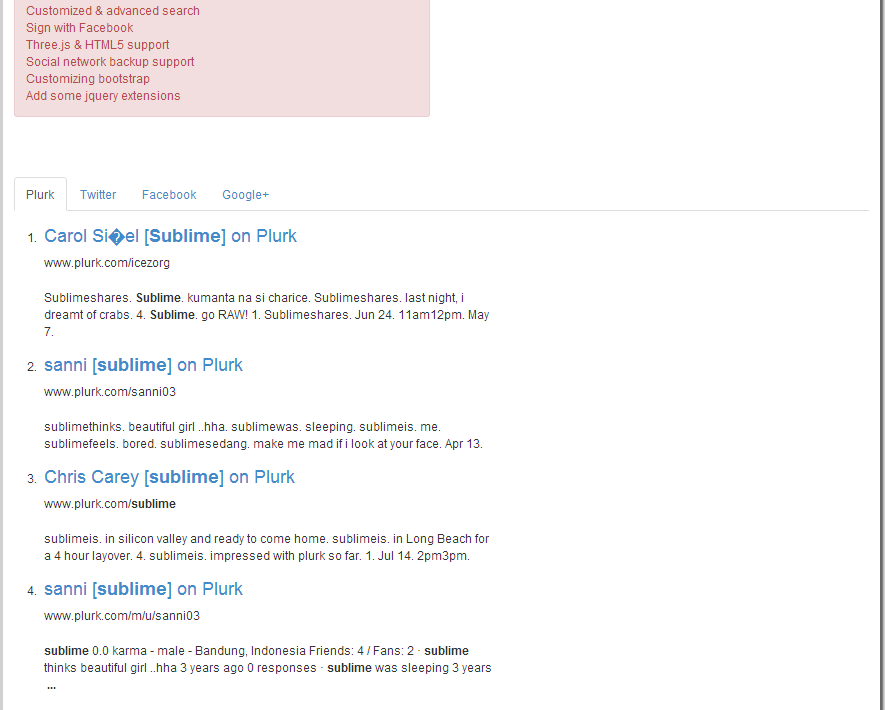 Customized & advanced search
Sign with Facebook
Three.js & HTML5 support
Social network backup support
Customizing bootstrap
Add some jquery extensions
Plurk Twitter Facebook Google+
1. Carol Si�el [Sublime] on Plurk
www.plurk.com/icezorg
Sublimeshares. Sublime. kumanta na si charice. Sublimeshares. last night, i
dreamt of crabs. 4. Sublime. go RAW! 1. Sublimeshares. Jun 24. 11am12pm. May
7.
2. sanni [sublime] on Plurk
www.plurk.com/sanni03
sublimethinks. beautiful girl ..hha. sublimewas. sleeping. sublimeis. me.
sublimefeels. bored. sublimesedang. make me mad if i look at your face. Apr 13.
3. Chris Carey [sublime] on Plurk
www.plurk.com/sublime
sublimeis. in silicon valley and ready to come home. sublimeis. in Long Beach for
a 4 hour layover. 4. sublimeis. impressed with plurk so far. 1. Jul 14. 2pm3pm.
4. sanni [sublime] on Plurk
www.plurk.com/m/u/sanni03
sublime 0.0 karma - male - Bandung, Indonesia Friends: 4 / Fans: 2 · sublime
thinks beautiful girl ..hha 3 years ago 0 responses · sublime was sleeping 3 years
...